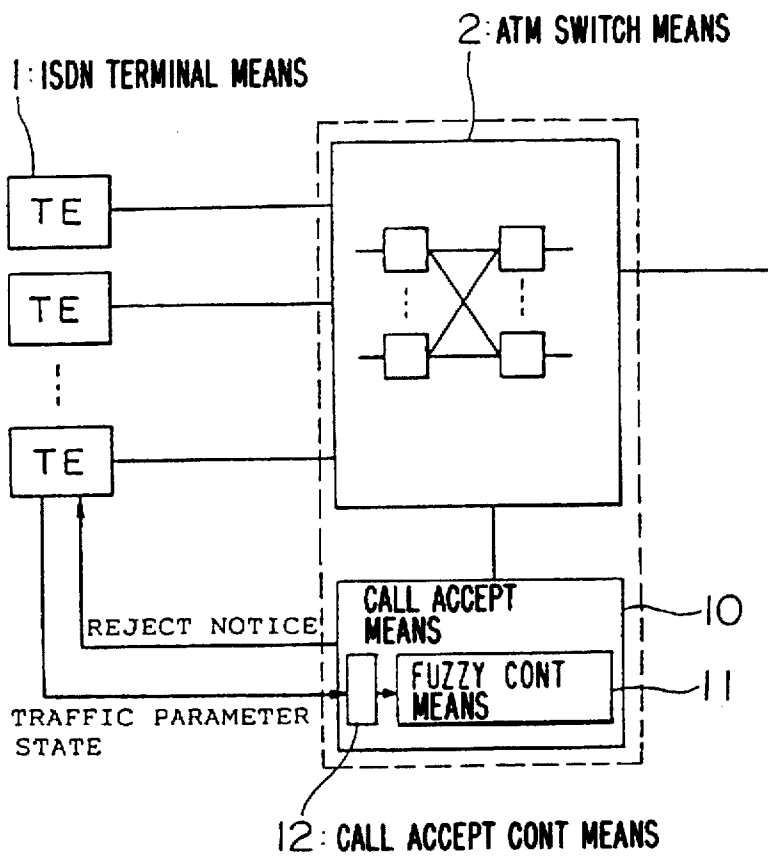 2: ATM SWITCH MEANS
1: ISDN TERMINAL MEANS
TE
TE
TE
CALL ACCEPT
MEANS
10
REJECT NOTICE
FUZZY CONT
MEANS
11
TRAFFIC PARAMETER
STATE
12: CALL ACCEPT CONT MEANS